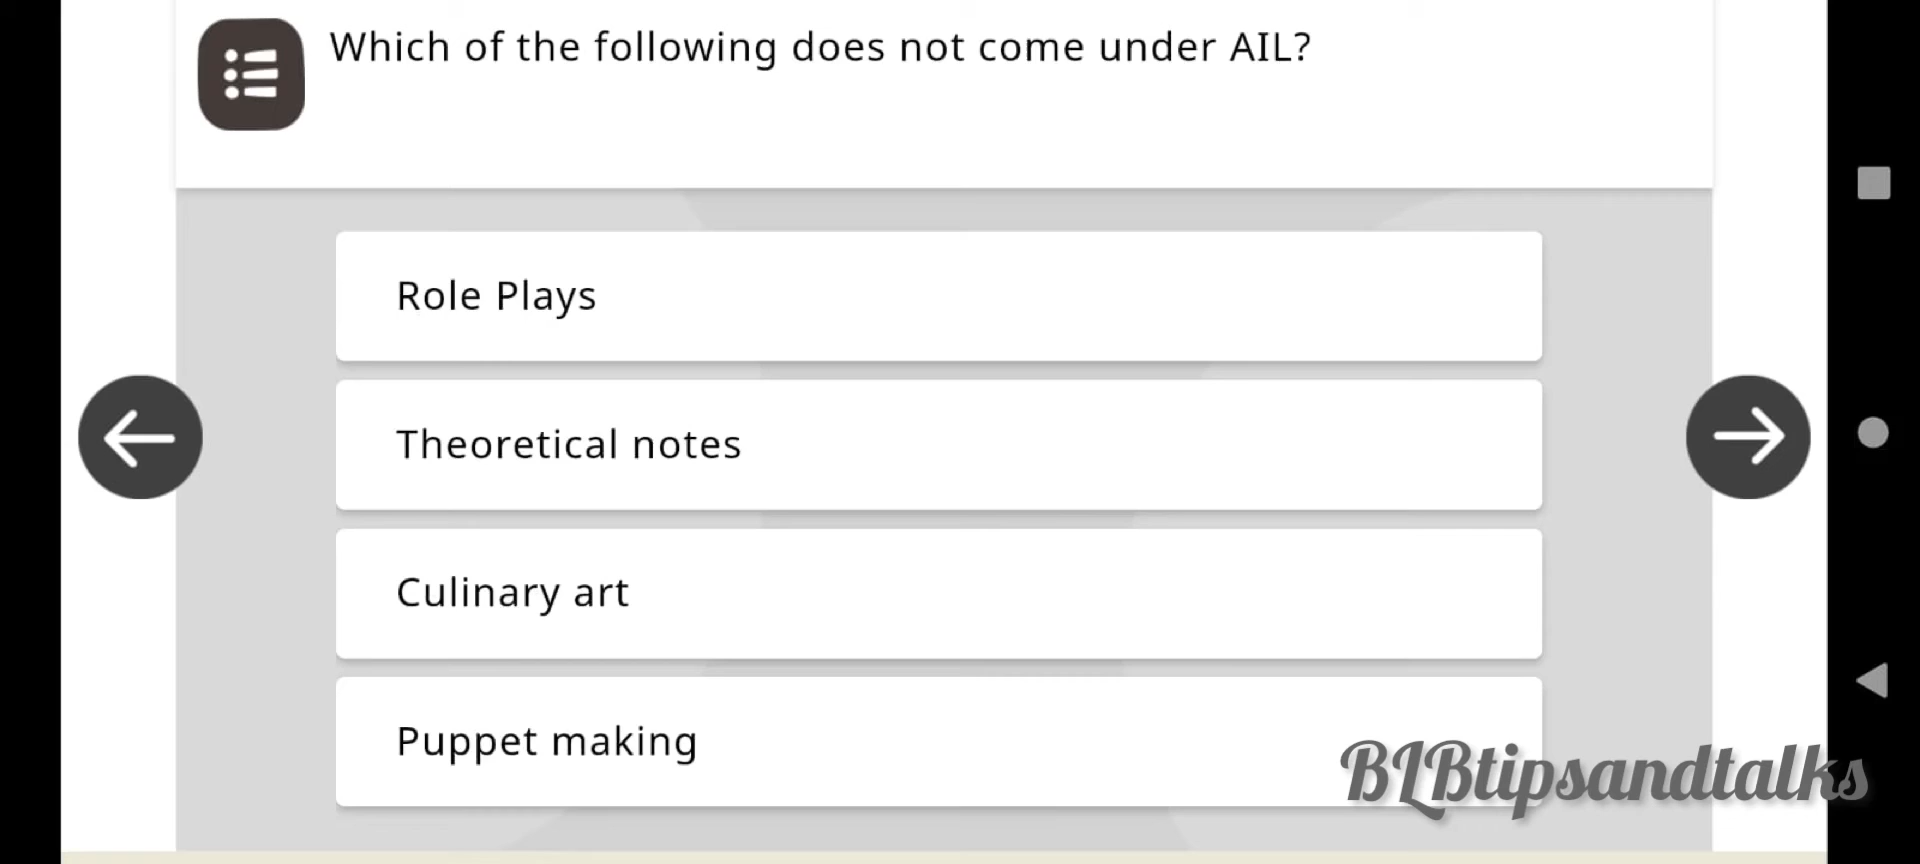 Which of the following does not come under AIL?
Role Plays
Theoretical notes
Culinary art
Puppet making
BLBtipsandtalks